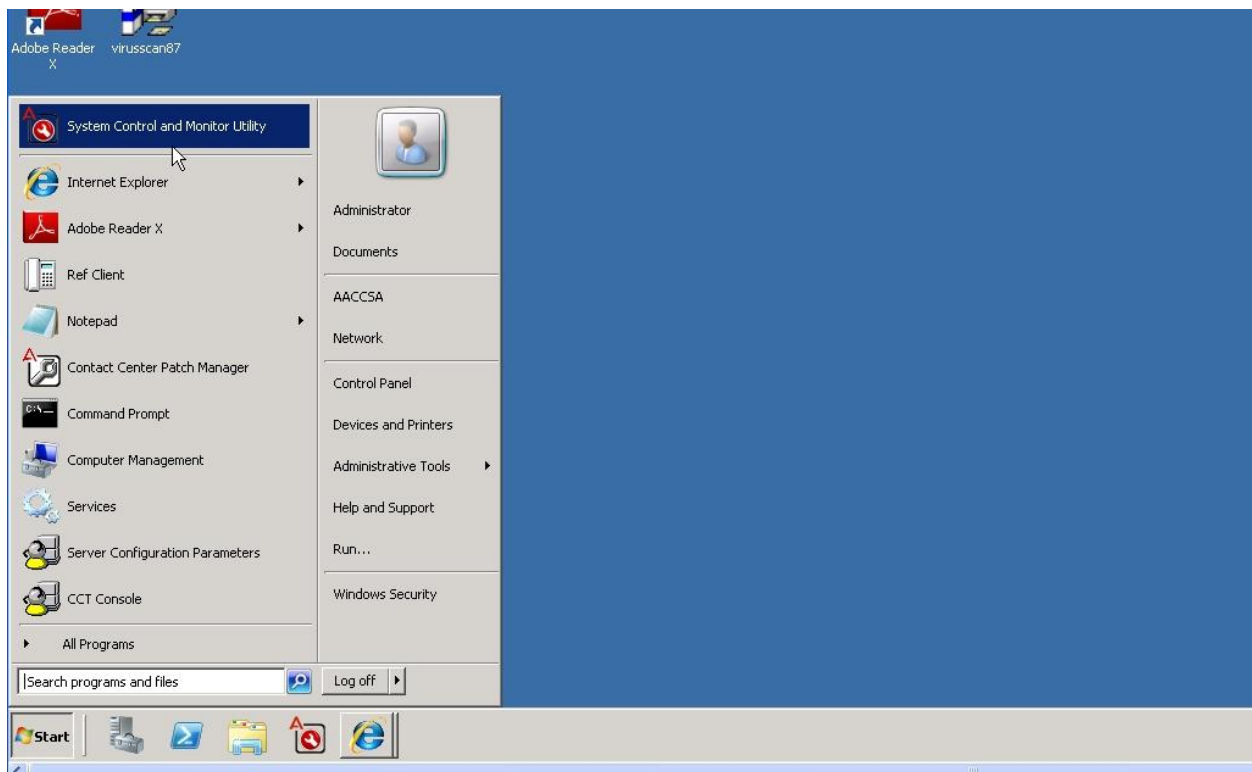 Adobe Reader
X
virusscan87
System Control and Monitor Utility
Internet Explorer
Adobe Reader X
Ref Client
Notepad
Contact Center Patch Manager
C:\
Command Prompt
Computer Management
Services
Server Configuration Parameters
CCT Console
All Programs
Search programs and files
Administrator
Documents
AACCSA
Network
Control Panel
Devices and Printers
Administrative Tools
Help and Support
Run...
Windows Security
Log off
Start